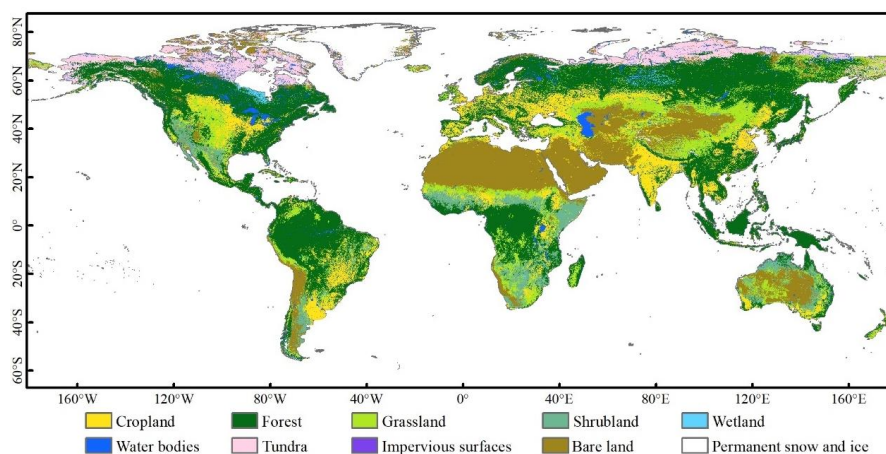 80°N
60°N
40°N
20°N
0°
20°S
40°S
60°S
160°W 120°W 80°W 40°W 0° 40°E 80°E 120°E 160°E
Cropland Forest Grassland Shrubland Wetland
Water bodies Tundra Impervious surfaces Bare land Permanent snow and ice